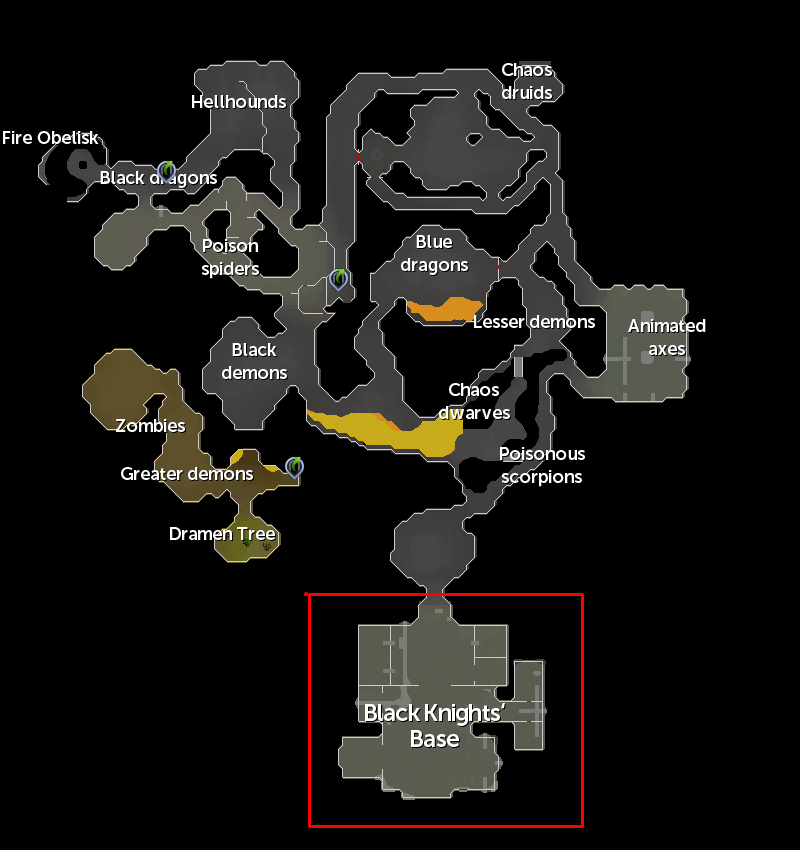 Chaos
druids
Hellhounds
Fire Obelisk
Black dragons
Poison
spiders
Blue
dragons
Lesser demons
Animated
axes
Black
demons
Chaos
dwarves
Zombies
Poisonous
scorpions
Greater demons
Dramen Tree
Black Knights'
Base